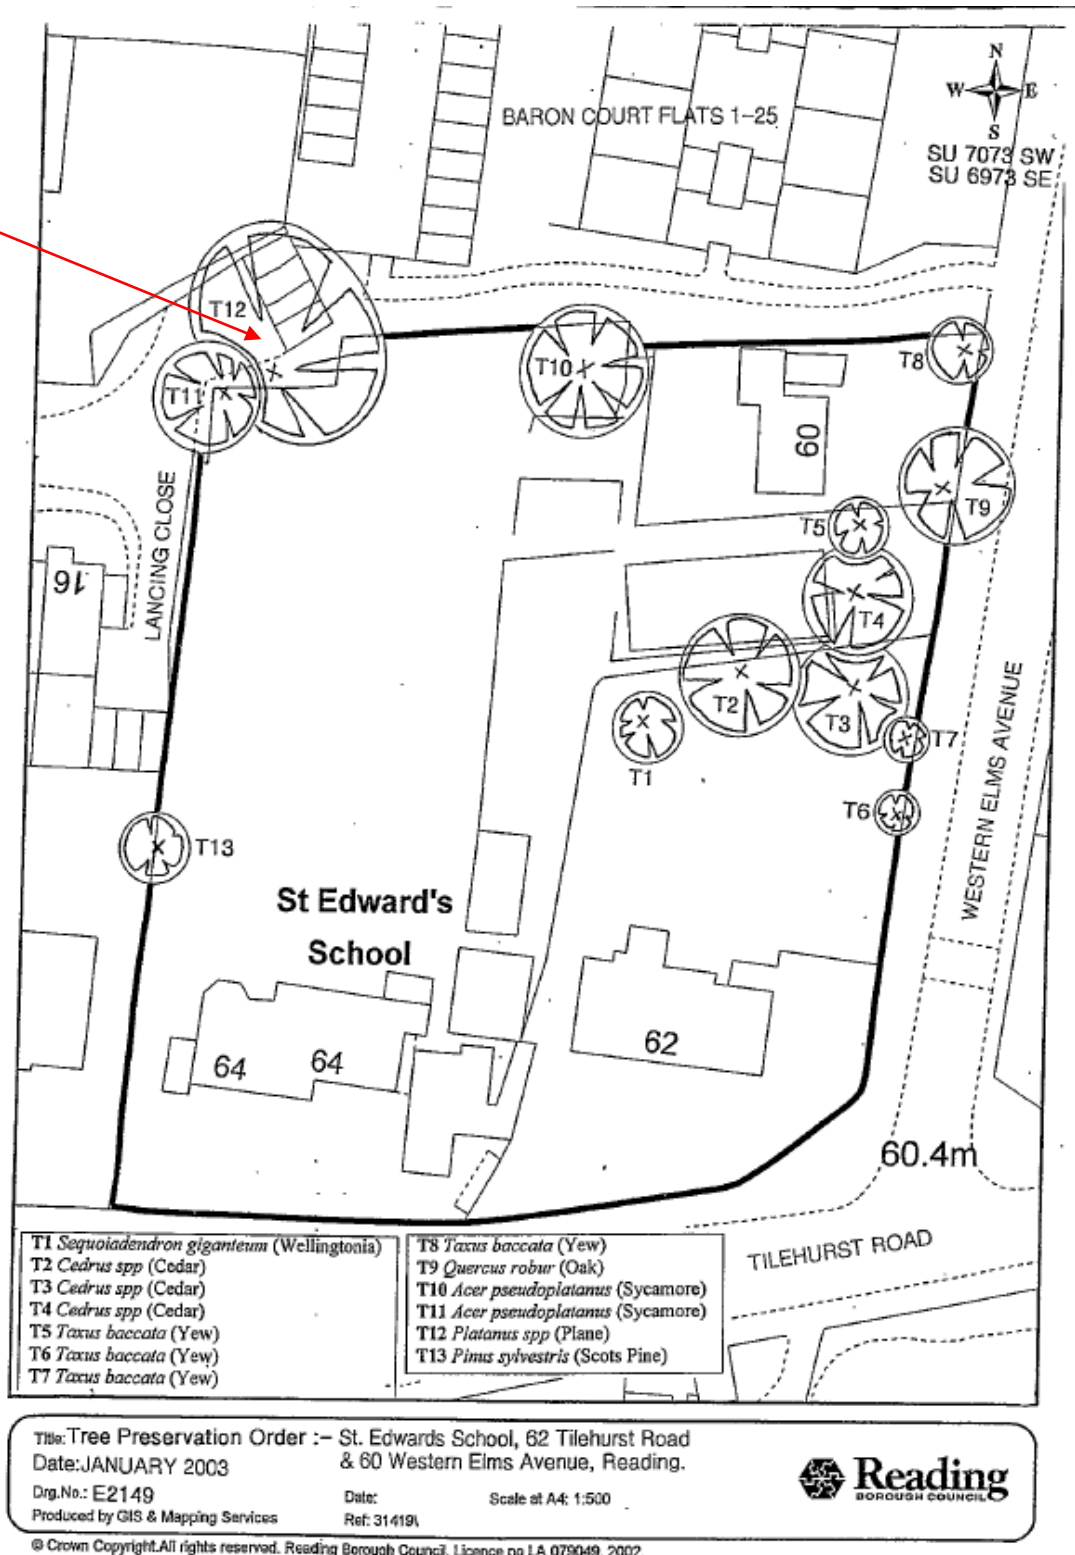 BARON COURT FLATS 1-25
N
W E
S
SU 7073 SW
SU 6973 SE
T12
T11
T10
T8
60
T9
T5
LANCING CLOSE
16
T4
T2
T3
T1
T7
T6
WESTERN ELMS AVENUE
T13
St Edward's
School
64 64
62
60.4m
TILEHURST ROAD
T1 Sequoiadendron giganteum (Wellingtonia)
T2 Cedrus spp (Cedar)
T3 Cedrus spp (Cedar)
T4 Cedrus spp (Cedar)
T5 Taxus baccata (Yew)
T6 Taxus baccata (Yew)
T7 Taxus baccata (Yew)
T8 Taxus baccata (Yew)
T9 Quercus robur (Oak)
T10 Acer pseudoplatanus (Sycamore)
T11 Acer pseudoplatanus (Sycamore)
T12 Platanus spp (Plane)
T13 Pinus sylvestris (Scots Pine)
Title: Tree Preservation Order :- St. Edwards School, 62 Tilehurst Road
& 60 Western Elms Avenue, Reading.
Date: JANUARY 2003
Drg.No.: E2149
Date: Scale at A4: 1:500
Produced by GIS & Mapping Services
Ref: 31419\
Reading
BOROUGH COUNCIL
© Crown Copyright. All rights reserved. Reading Borough Council. Licence no LA 079049. 2002